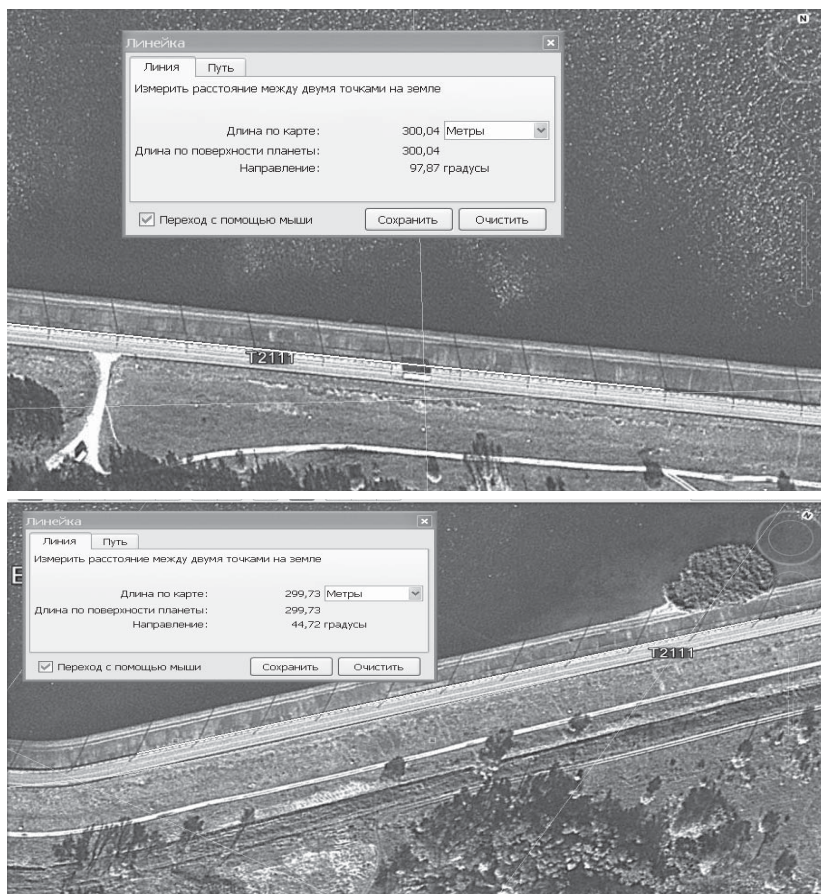 N
Линейка
Линия Путь
Измерить расстояние между двумя точками на земле
Длина по карте: 300,04 Метры
Длина по поверхности планеты: 300,04
Направление: 97,87 градусы
Переход с помощью мыши Сохранить Очистить
T2111
Линейка
Линия Путь
Измерить расстояние между двумя точками на земле
Длина по карте: 299,73 Метры
Длина по поверхности планеты: 299,73
Направление: 44,72 градусы
Переход с помощью мыши Сохранить Очистить
T2111